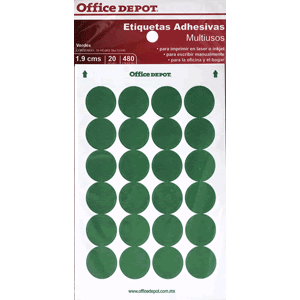 Office DEPOT
Etiquetas Adhesivas
Multiusos
Verdes
• para imprimir en laser o inkjet
• para escribir manualmente
• para la oficina y el hogar
1.9 cms 20 480
Office DEPOT
www.officedepot.com.mx